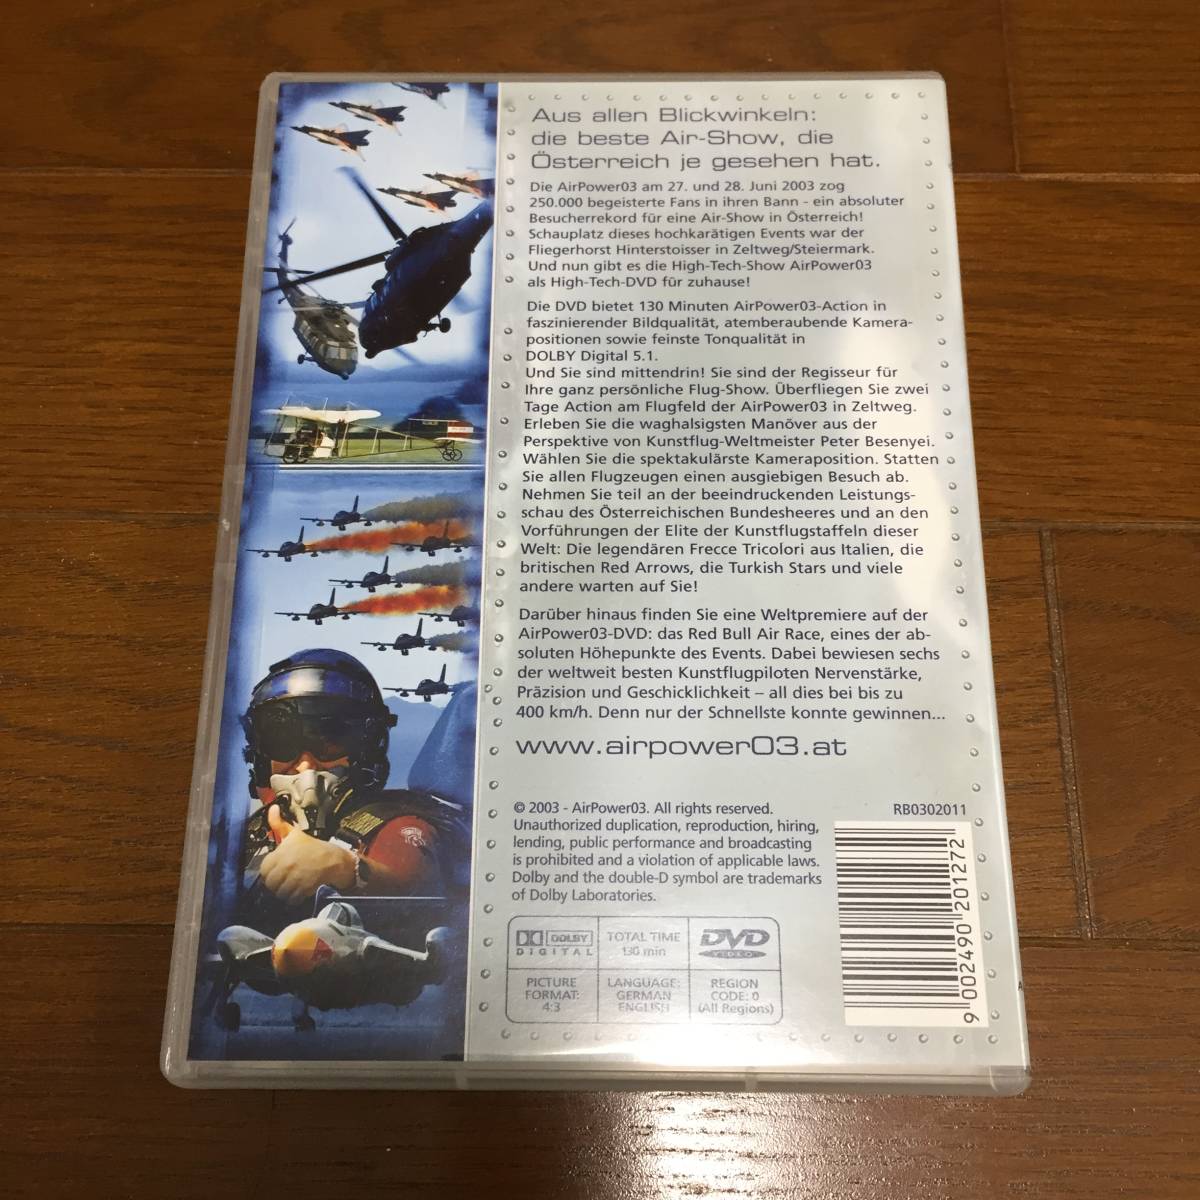 Aus allen Blickwinkeln:
die beste Air-Show, die
Österreich je gesehen hat.
Die AirPower03 am 27. und 28. Juni 2003 zog
250.000 begeisterte Fans in ihren Bann - ein absoluter
Besucherrekord für eine Air-Show in Österreich!
Schauplatz dieses hochkarätigen Events war der
Fliegerhorst Hinterstoisser in Zeltweg/Steiermark.
Und nun gibt es die High-Tech-Show AirPower03
als High-Tech-DVD für zuhause!
Die DVD bietet 130 Minuten AirPower03-Action in
faszinierender Bildqualität, atemberaubende Kamera-
positionen sowie feinste Tonqualität in
DOLBY Digital 5.1.
Und Sie sind mittendrin! Sie sind der Regisseur für
Ihre ganz persönliche Flug-Show. Überfliegen Sie zwei
Tage Action am Flugfeld der AirPower03 in Zeltweg.
Erleben Sie die waghalsigsten Manöver aus der
Perspektive von Kunstflug-Weltmeister Peter Besenyei.
Wählen Sie die spektakulärste Kameraposition. Statten
Sie allen Flugzeugen einen ausgiebigen Besuch ab.
Nehmen Sie teil an der beeindruckenden Leistungs-
schau des Österreichischen Bundesheeres und an den
Vorführungen der Elite der Kunstflugstaffeln dieser
Welt: Die legendären Frecce Tricolori aus Italien, die
britischen Red Arrows, die Turkish Stars und viele
andere warten auf Sie!
Darüber hinaus finden Sie eine Weltpremiere auf der
AirPower03-DVD: das Red Bull Air Race, eines der ab-
soluten Höhepunkte des Events. Dabei bewiesen sechs
der weltweit besten Kunstflugpiloten Nervenstärke,
Präzision und Geschicklichkeit – all dies bei bis zu
400 km/h. Denn nur der Schnellste konnte gewinnen...
www.airpower03.at
© 2003 - AirPower03. All rights reserved.
Unauthorized duplication, reproduction, hiring,
lending, public performance and broadcasting
is prohibited and a violation of applicable laws.
Dolby and the double-D symbol are trademarks
of Dolby Laboratories.
RB0302011
9 002490 201272
DOLBY
DIGITAL
TOTAL TIME
130 min
DVD
VIDEO
PICTURE
FORMAT:
4:3
LANGUAGE:
GERMAN
ENGLISH
REGION
CODE: 0
(All Regions)